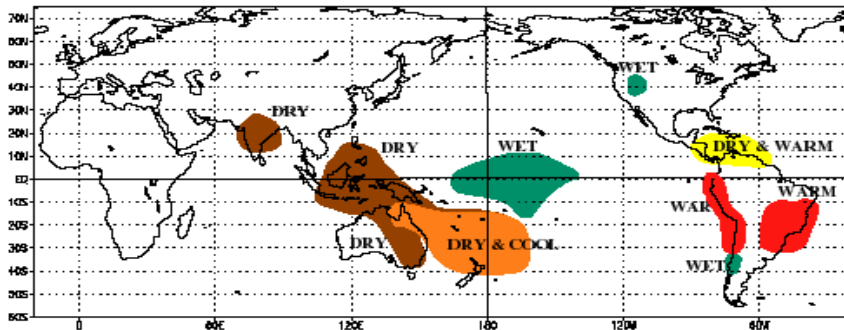 75N
70N
60N
50N
40N
30N
20N
10N
EQ
10S
20S
30S
40S
50S
60S
WET
DRY
DRY
WET
DRY & WARM
WARM
WAR
DRY
DRY & COOL
WET
0
60E
120E
180
120W
60W